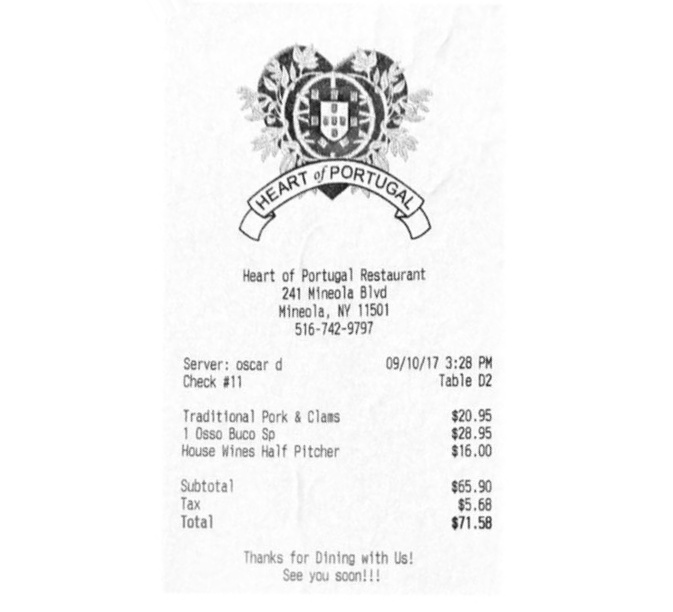 HEART of PORTUGAL
Heart of Portugal Restaurant
241 Mineola Blvd
Mineola, NY 11501
516-742-9797
Server: oscar d 09/10/17 3:28 PM
Check #11 Table D2
Traditional Pork & Clams $20.95
1 Osso Buco Sp $28.95
House Wines Half Pitcher $16.00
Subtotal $65.90
Tax $5.68
Total $71.58
Thanks for Dining with Us!
See you soon!!!